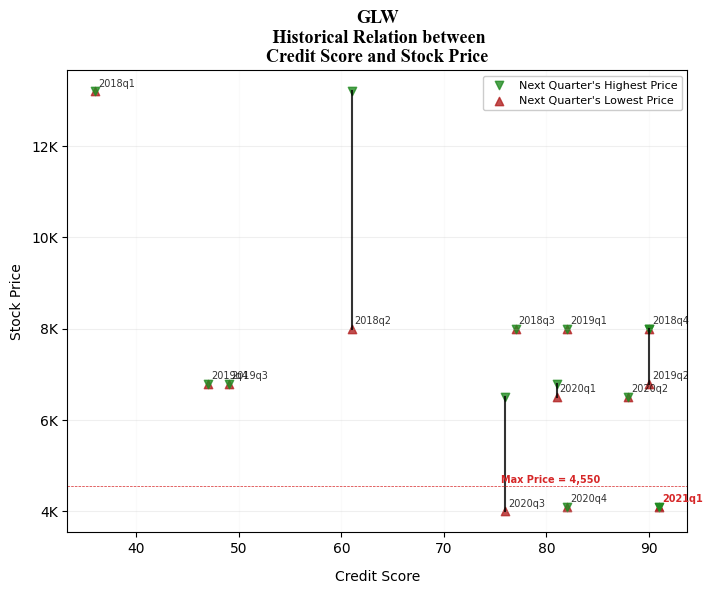 GLW
Historical Relation between
Credit Score and Stock Price
Next Quarter's Highest Price
Next Quarter's Lowest Price
2018q1
12K
10K
Stock Price
8K
2018q2
2018q3
2019q1
2018q4
2019q4
2019q3
2020q1
2020q2
2019q2
6K
Max Price = 4,550
4K
2020q3
2020q4
2021q1
40
50
60
70
80
90
Credit Score